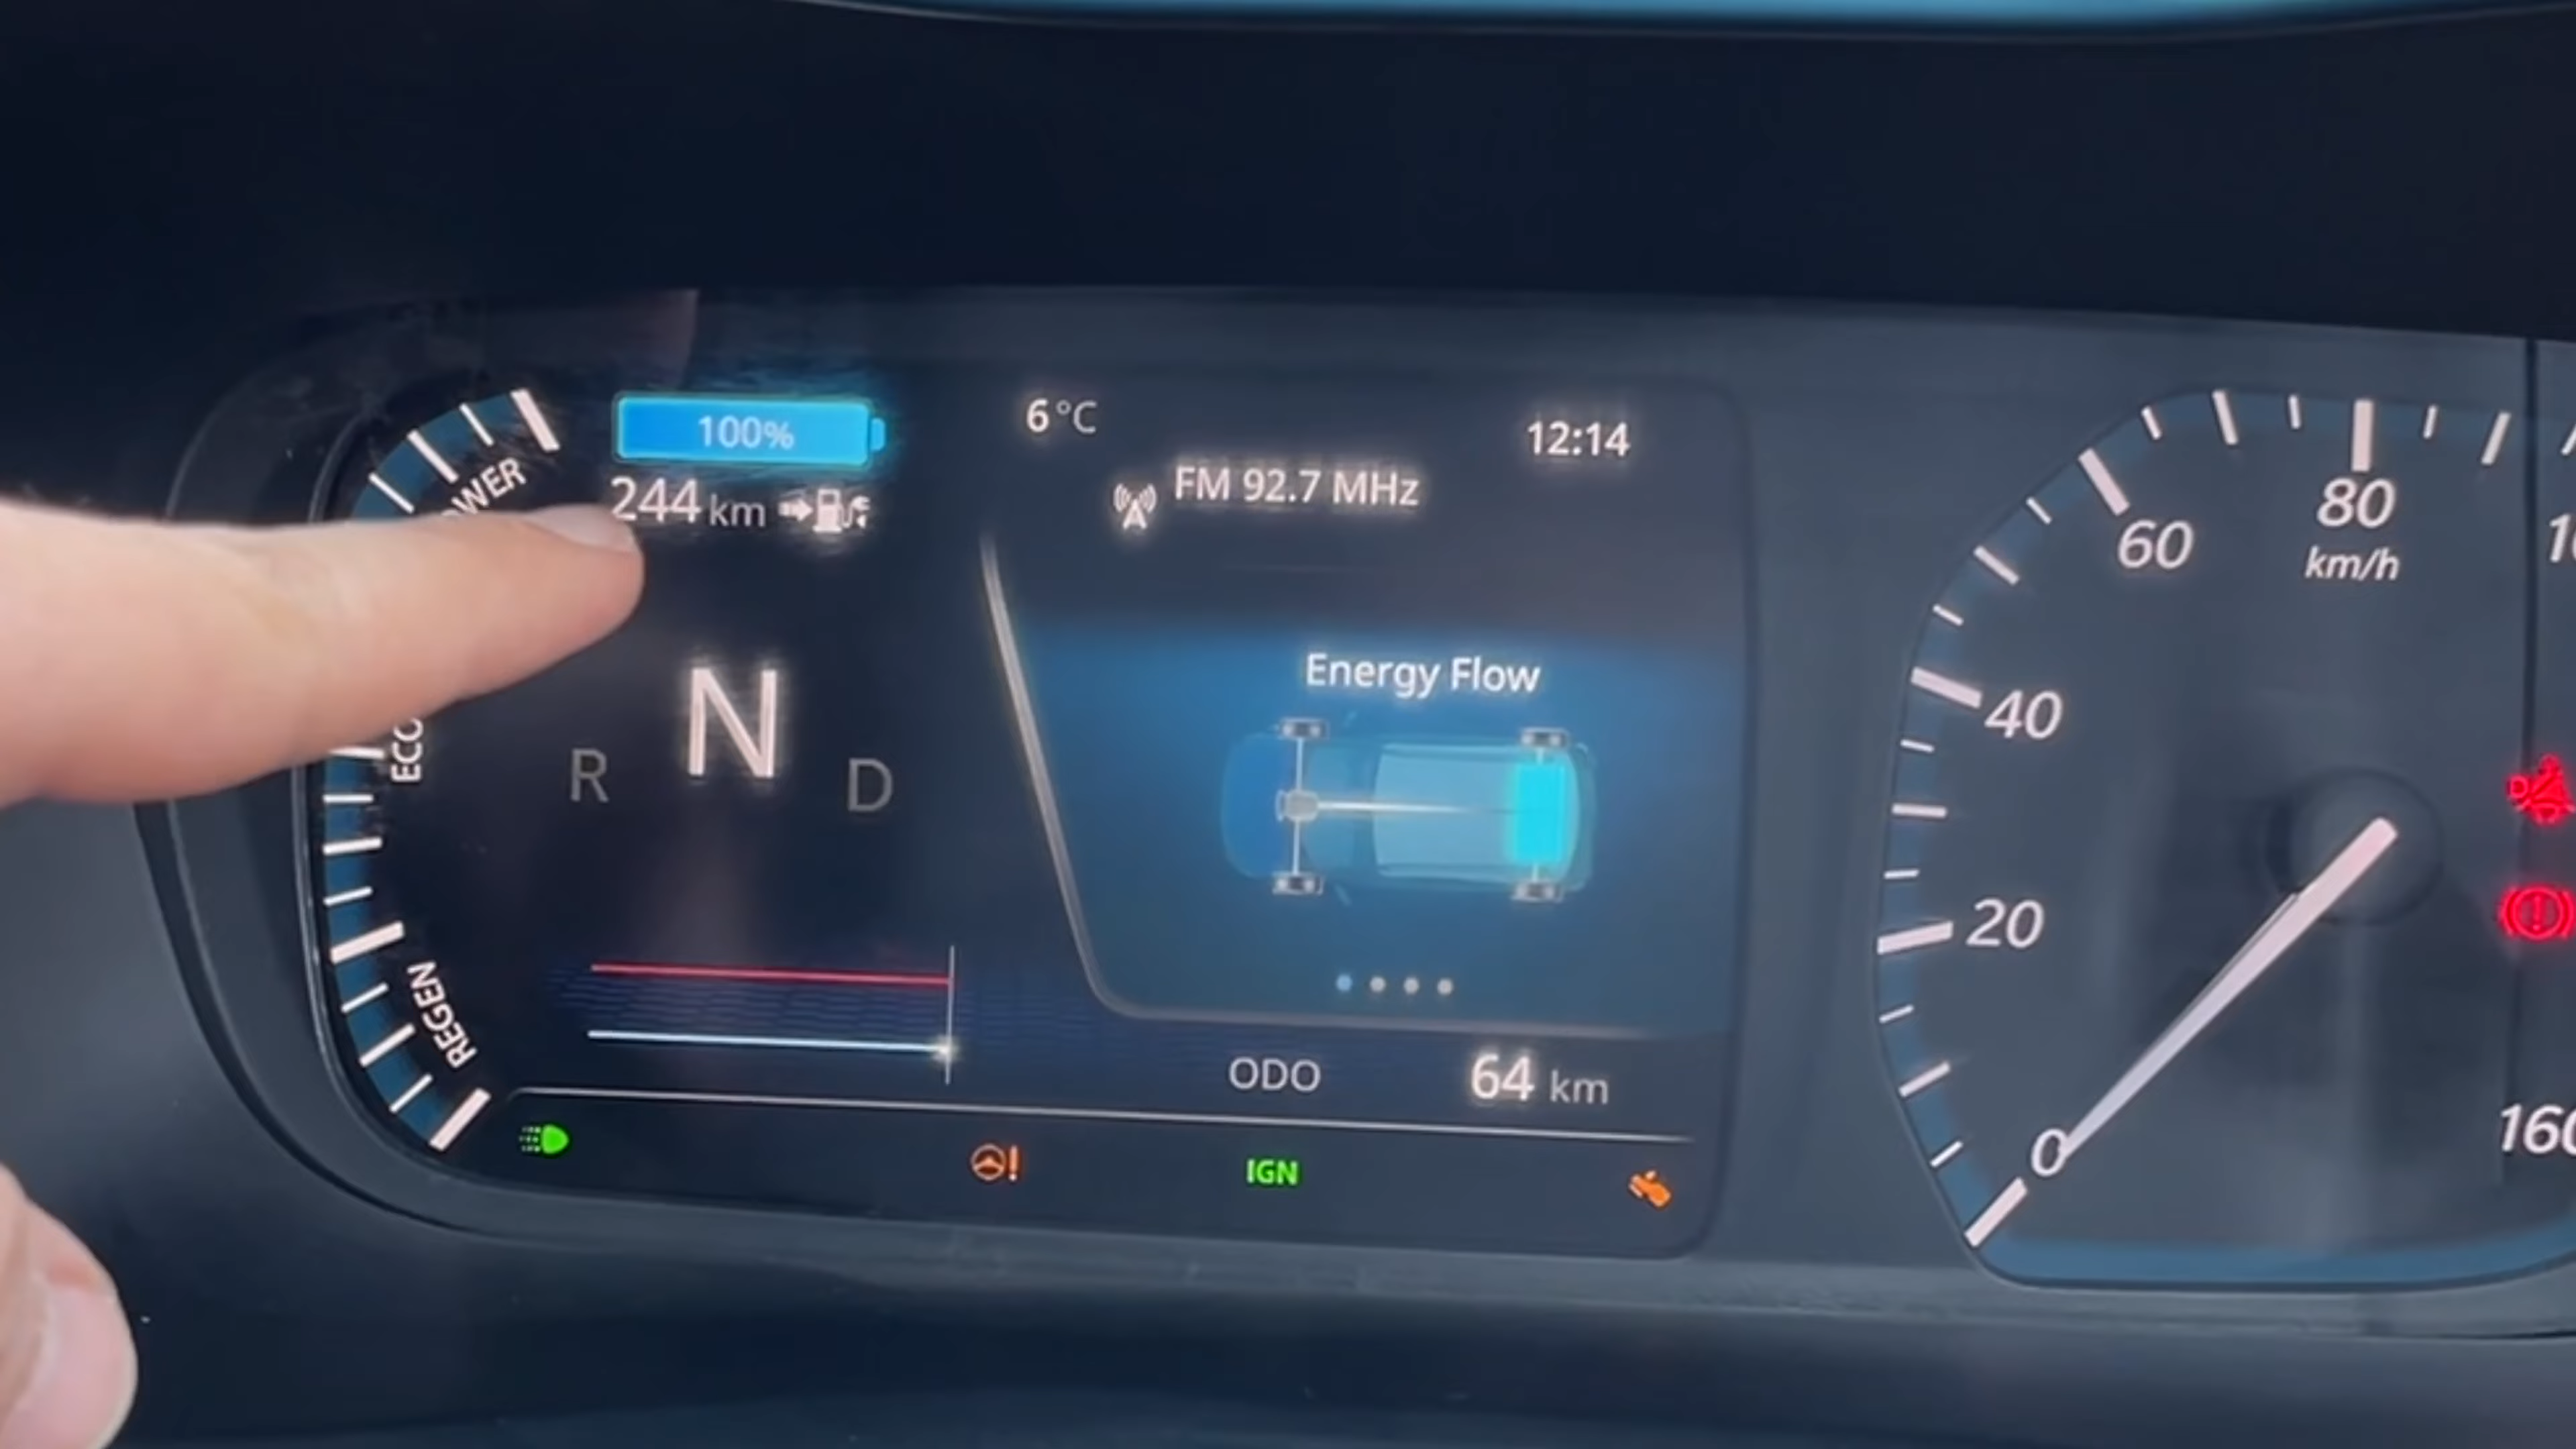 100%
6°C
12:14
244 km
FM 92.7 MHz
R N D
Energy Flow
ECO
REGEN
ODO 64 km
IGN
0
20
40
60
80
km/h
160